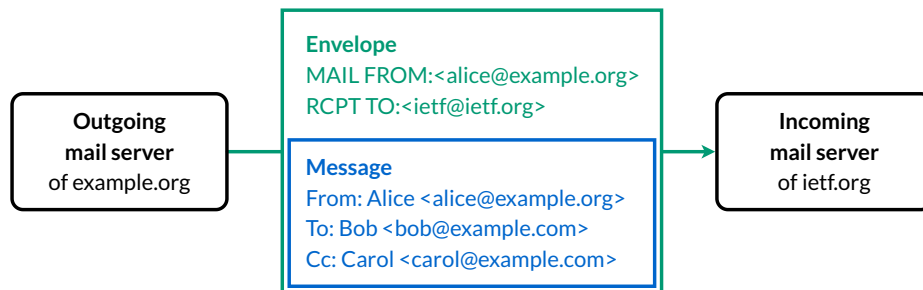 Outgoing
mail server
of example.org
Envelope
MAIL FROM:<alice@example.org>
RCPT TO:<ietf@ietf.org>
Message
From: Alice <alice@example.org>
To: Bob <bob@example.com>
Cc: Carol <carol@example.com>
Incoming
mail server
of ietf.org